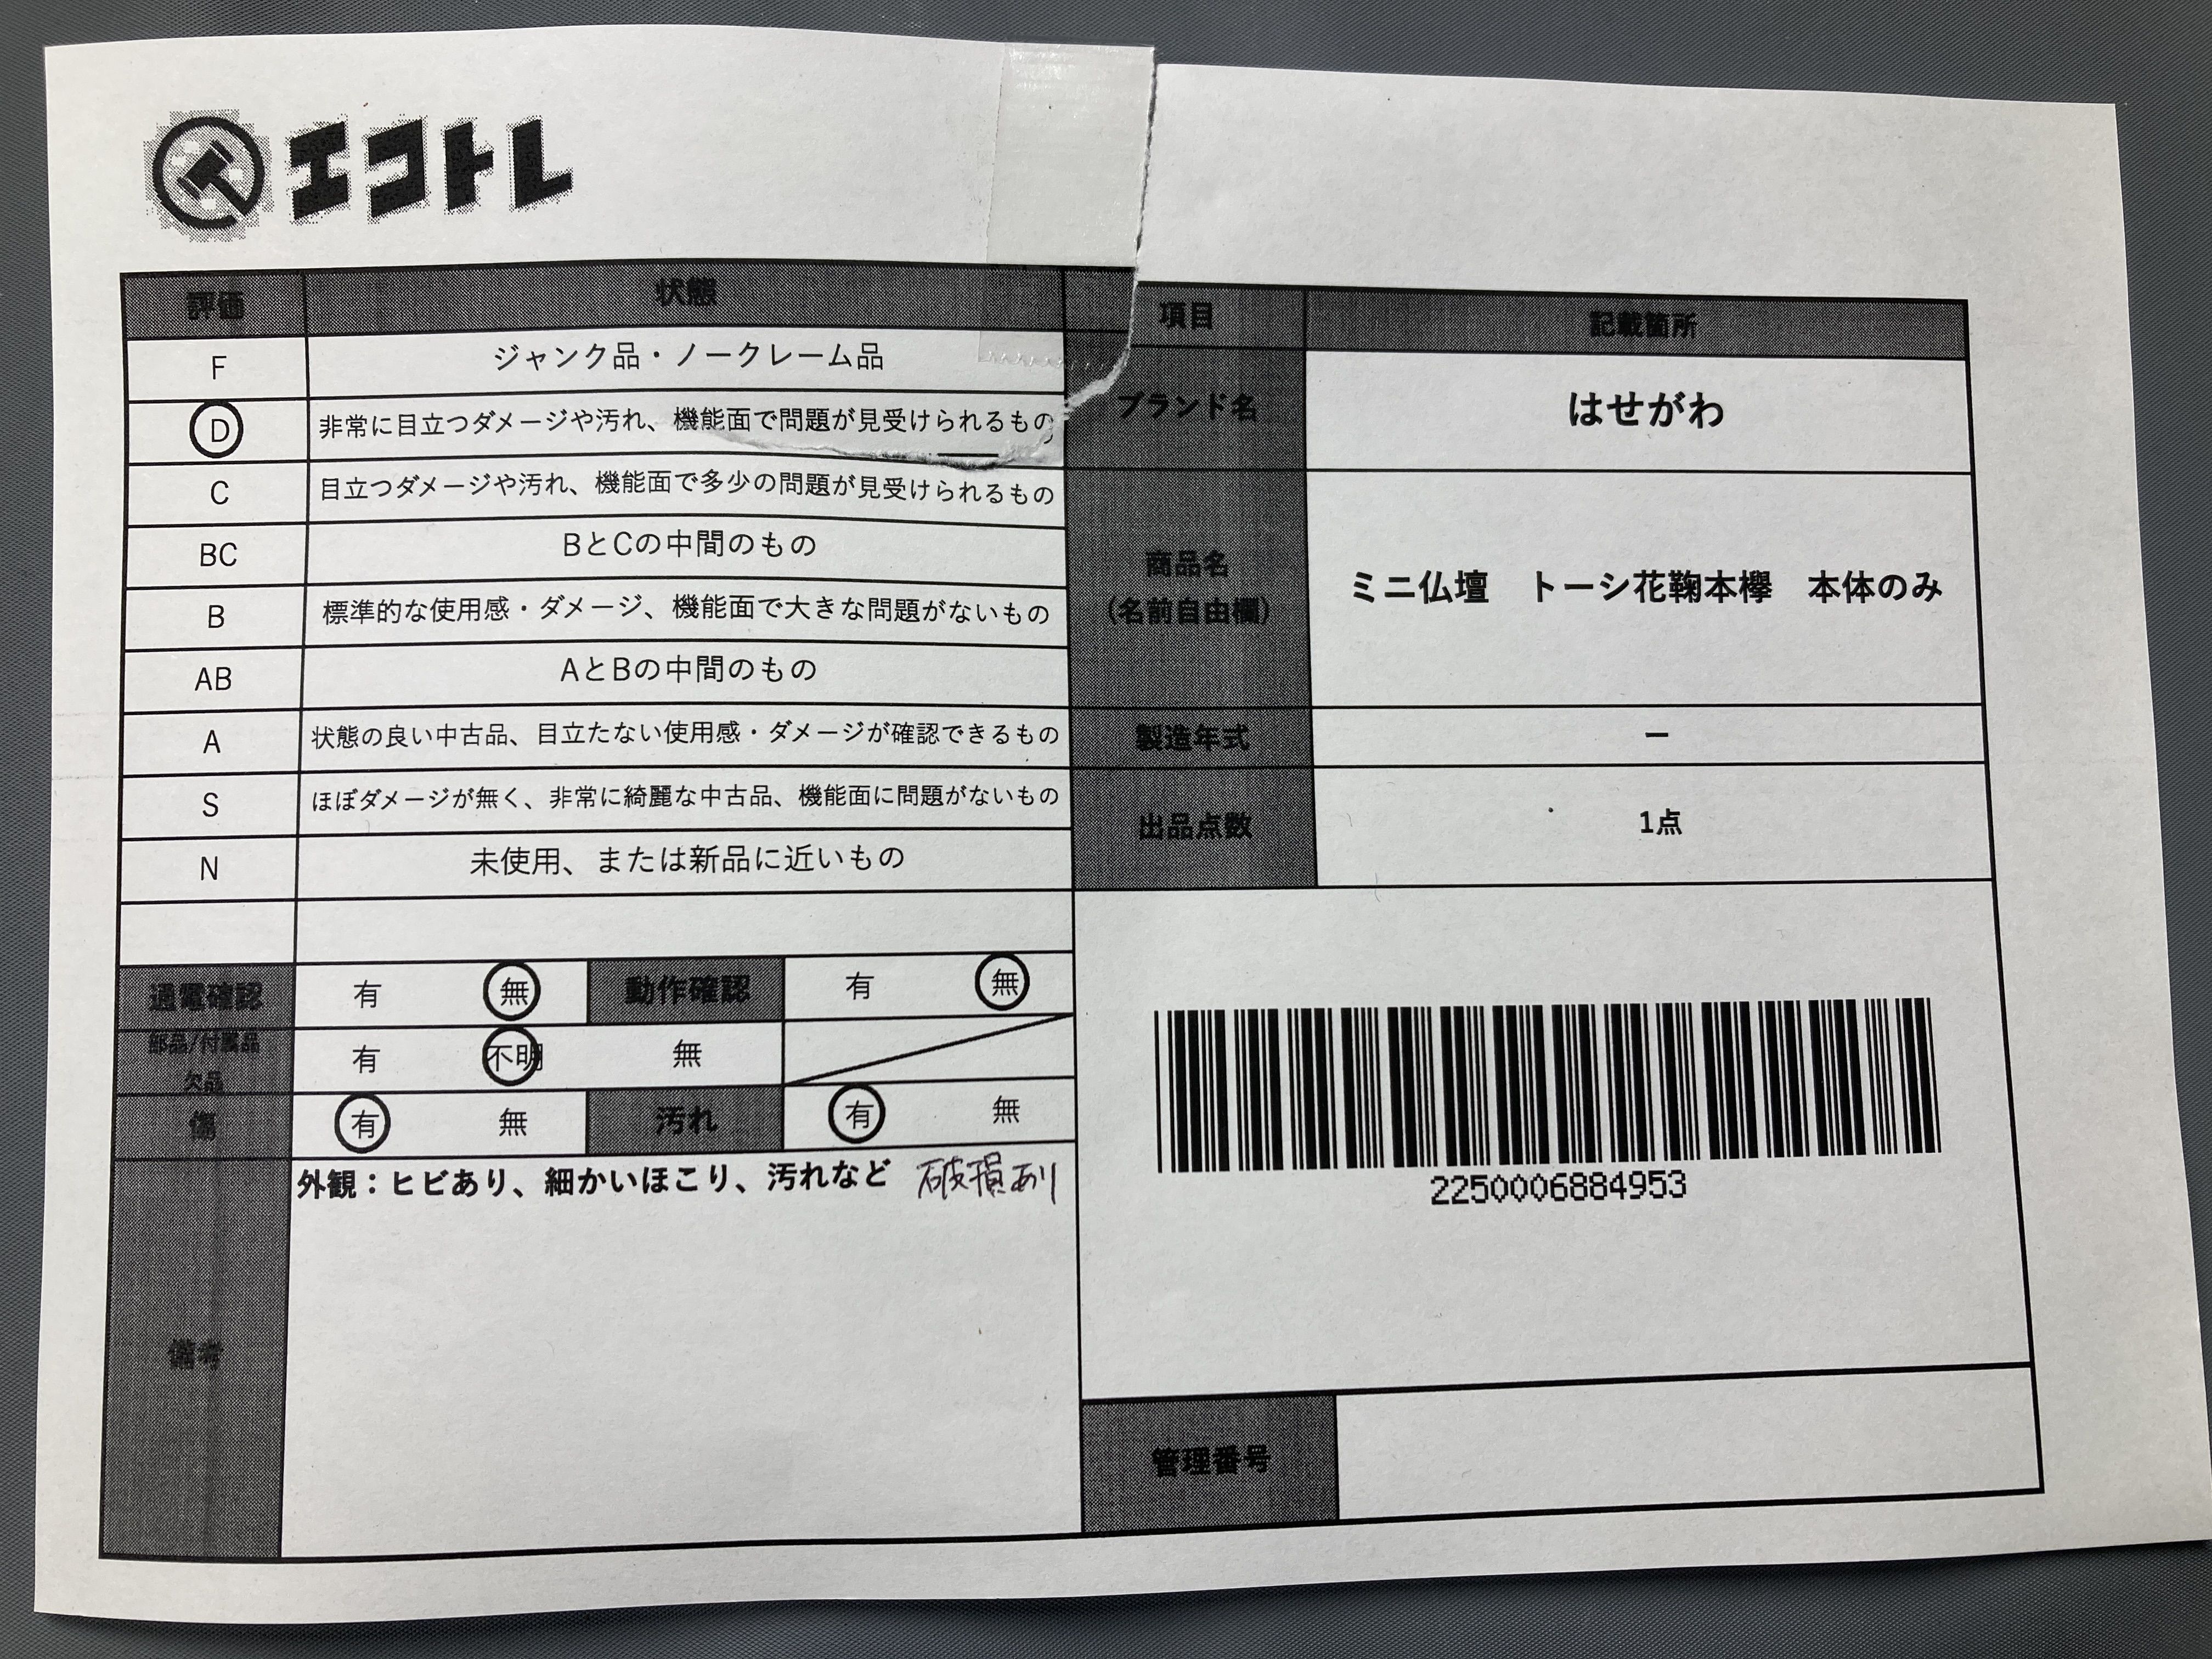 エコトレ
評価 状態
F ジャンク品・ノークレーム品
D 非常に目立つダメージや汚れ、機能面で問題が見受けられるもの
C 目立つダメージや汚れ、機能面で多少の問題が見受けられるもの
BC BとCの中間のもの
B 標準的な使用感・ダメージ、機能面で大きな問題がないもの
AB AとBの中間のもの
A 状態の良い中古品、目立たない使用感・ダメージが確認できるもの
S ほぼダメージが無く、非常に綺麗な中古品、機能面に問題がないもの
N 未使用、または新品に近いもの
通電確認 有 無 動作確認 有 無
部品/付属品
欠品 有 不明 無
傷 有 無 汚れ 有 無
備考 外観：ヒビあり、細かいほこり、汚れなど 破損あり
項目 記載箇所
ブランド名 はせがわ
商品名
(名前自由欄) ミニ仏壇 トーシ花鞠本欅 本体のみ
製造年式 ー
出品点数 1点
2250006884953
管理番号